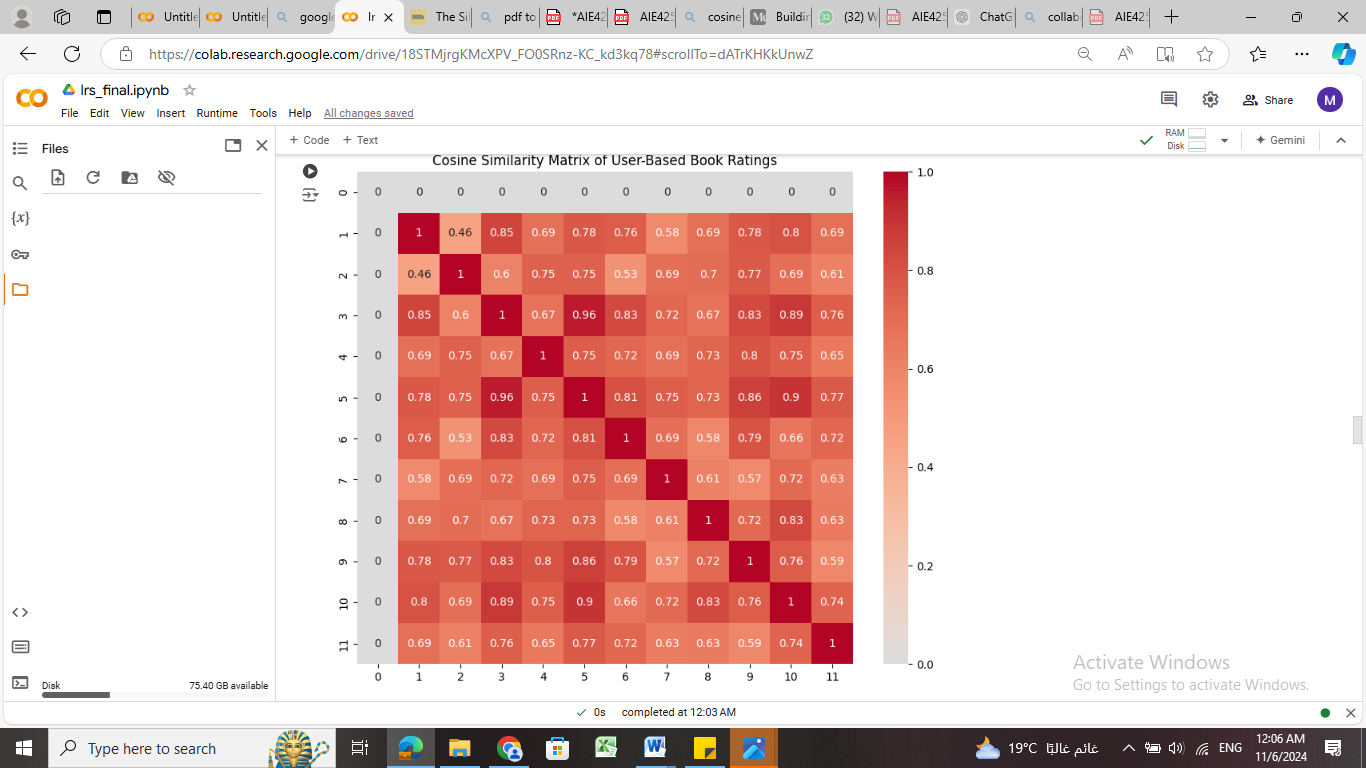 Untitle
Untitle
google
lr
The Si
pdf to
*AIE42
AIE425
cosine
Buildir
(32) W
AIE425
ChatG
collab
AIE425
https://colab.research.google.com/drive/18STMjrgKMcXPV_FO0SRnz-KC_kd3kq78#scrollTo=dATrKHKkUnwZ
lrs_final.ipynb
File Edit View Insert Runtime Tools Help All changes saved
Share
M
Files
+ Code + Text
RAM
Disk
Gemini
{x}
Cosine Similarity Matrix of User-Based Book Ratings
0 0 0 0 0 0 0 0 0 0 0 0 0
1 0 1 0.46 0.85 0.69 0.78 0.76 0.58 0.69 0.78 0.8 0.69
2 0 0.46 1 0.6 0.75 0.75 0.53 0.69 0.7 0.77 0.69 0.61
3 0 0.85 0.6 1 0.67 0.96 0.83 0.72 0.67 0.83 0.89 0.76
4 0 0.69 0.75 0.67 1 0.75 0.72 0.69 0.73 0.8 0.75 0.65
5 0 0.78 0.75 0.96 0.75 1 0.81 0.75 0.73 0.86 0.9 0.77
6 0 0.76 0.53 0.83 0.72 0.81 1 0.69 0.58 0.79 0.66 0.72
7 0 0.58 0.69 0.72 0.69 0.75 0.69 1 0.61 0.57 0.72 0.63
8 0 0.69 0.7 0.67 0.73 0.73 0.58 0.61 1 0.72 0.83 0.63
9 0 0.78 0.77 0.83 0.8 0.86 0.79 0.57 0.72 1 0.76 0.59
10 0 0.8 0.69 0.89 0.75 0.9 0.66 0.72 0.83 0.76 1 0.74
11 0 0.69 0.61 0.76 0.65 0.77 0.72 0.63 0.63 0.59 0.74 1
0 1 2 3 4 5 6 7 8 9 10 11
1.0
0.8
0.6
0.4
0.2
0.0
Disk 75.40 GB available
Activate Windows
Go to Settings to activate Windows.
0s completed at 12:03 AM
Type here to search
19°C غائم غالبًا
ENG
12:06 AM
11/6/2024